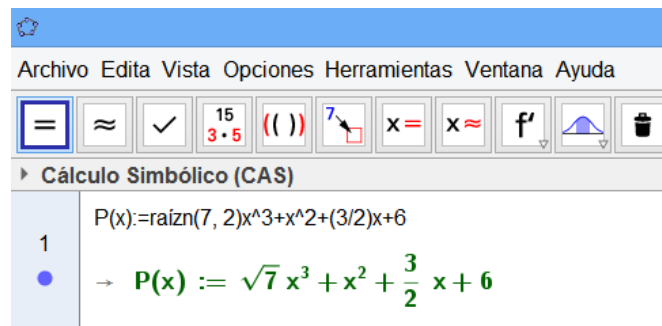 Archivo Edita Vista Opciones Herramientas Ventana Ayuda
= ≈ ✓ 15 3·5 (( )) 7 x= x≈ f′
Cálculo Simbólico (CAS)
P(x):=raízn(7, 2)x^3+x^2+(3/2)x+6
1
→ P(x) := √7 x³ + x² + 3/2 x + 6